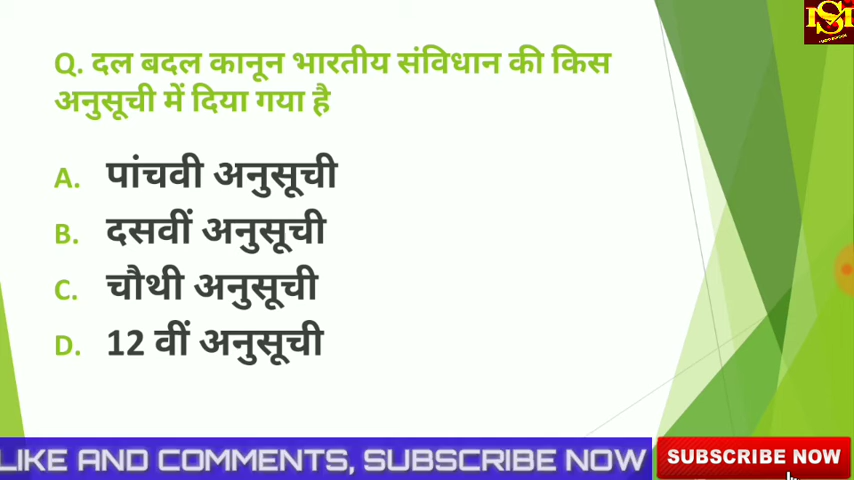 Q. दल बदल कानून भारतीय संविधान की किस
अनुसूची में दिया गया है
A. पांचवी अनुसूची
B. दसवीं अनुसूची
C. चौथी अनुसूची
D. 12 वीं अनुसूची
LIKE AND COMMENTS, SUBSCRIBE NOW
SUBSCRIBE NOW